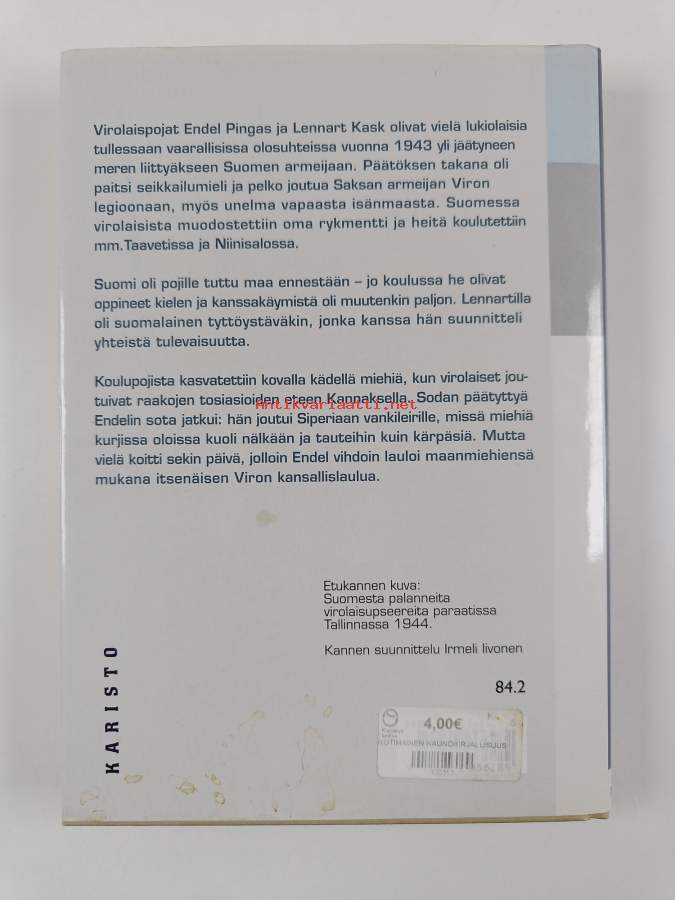 Virolaispojat Endel Pingas ja Lennart Kask olivat vielä lukiolaisia
tullessaan vaarallisissa olosuhteissa vuonna 1943 yli jäätyneen
meren liittyäkseen Suomen armeijaan. Päätöksen takana oli
paitsi seikkailumieli ja pelko joutua Saksan armeijan Viron
legioonaan, myös unelma vapaasta isänmaasta. Suomessa
virolaisista muodostettiin oma rykmentti ja heitä koulutettiin
mm.Taavetissa ja Niinisalossa.
Suomi oli pojille tuttu maa ennestään – jo koulussa he olivat
oppineet kielen ja kanssakäymistä oli muutenkin paljon. Lennartilla
oli suomalainen tyttöystäväkin, jonka kanssa hän suunnitteli
yhteistä tulevaisuutta.
Koulupojista kasvatettiin kovalla kädellä miehiä, kun virolaiset jou-
tuivat raakojen tosiasioiden eteen Kannaksella. Sodan päätyttyä
Antikvariaatti.net
Endelin sota jatkui: hän joutui Siperiaan vankileirille, missä miehiä
kurjissa oloissa kuoli nälkään ja tauteihin kuin kärpäsiä. Mutta
vielä koitti sekin päivä, jolloin Endel vihdoin lauloi maanmiehiensä
mukana itsenäisen Viron kansallislaulua.
Etukannen kuva:
Suomesta palanneita
virolaisupseereita paraatissa
Tallinnassa 1944.
Kannen suunnittelu Irmeli Iivonen
KARISTO
84.2
4,00€
KOTIMAINEN KAUNOKIRJALLISUUS